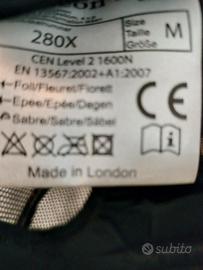 280X
Size
Taille
Größe
M
CEN Level 2 1600N
EN 13567:2002+A1:2007
Foil/Fleuret/Florett
Epee/Epée/Degen
Sabre/Sabre/Säbel
CE
i
Made in London
subito